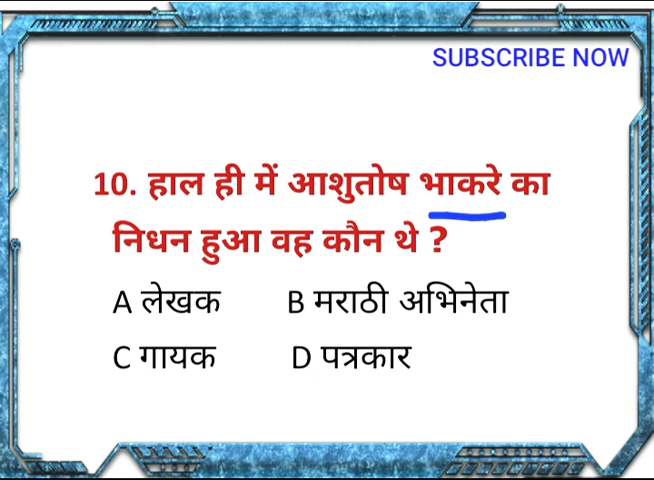 SUBSCRIBE NOW
10. हाल ही में आशुतोष भाकरे का
निधन हुआ वह कौन थे ?
A लेखक B मराठी अभिनेता
C गायक D पत्रकार